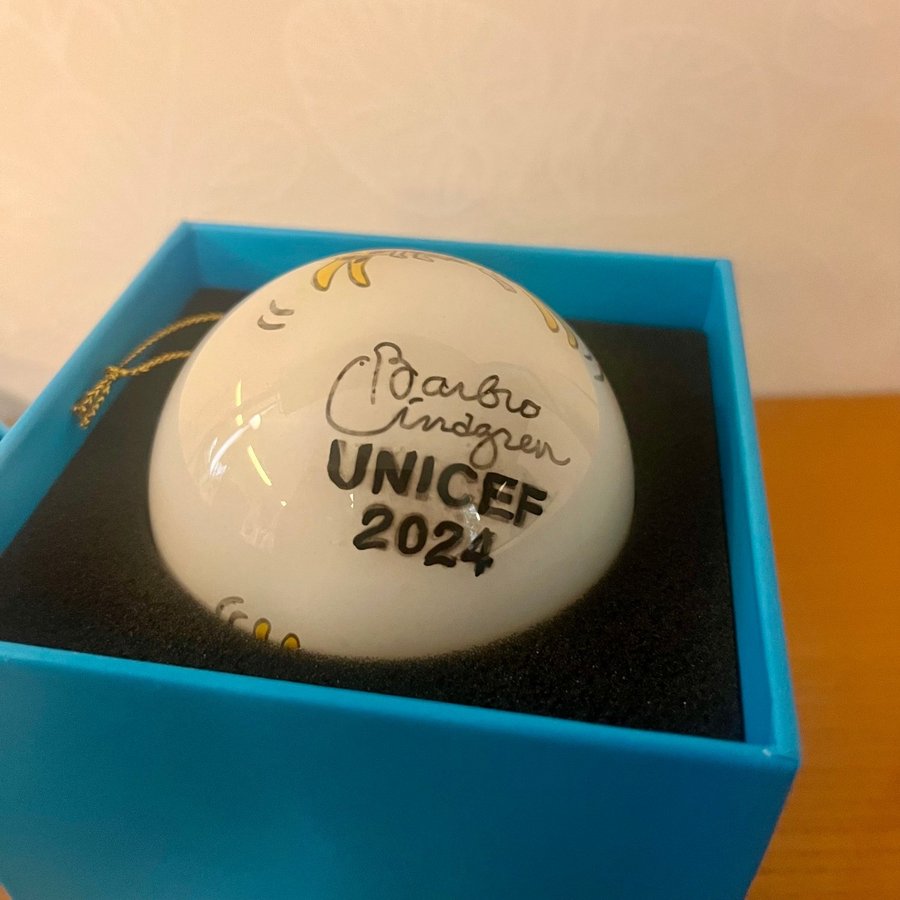 Barbro
Lindgren
UNICEF
2024